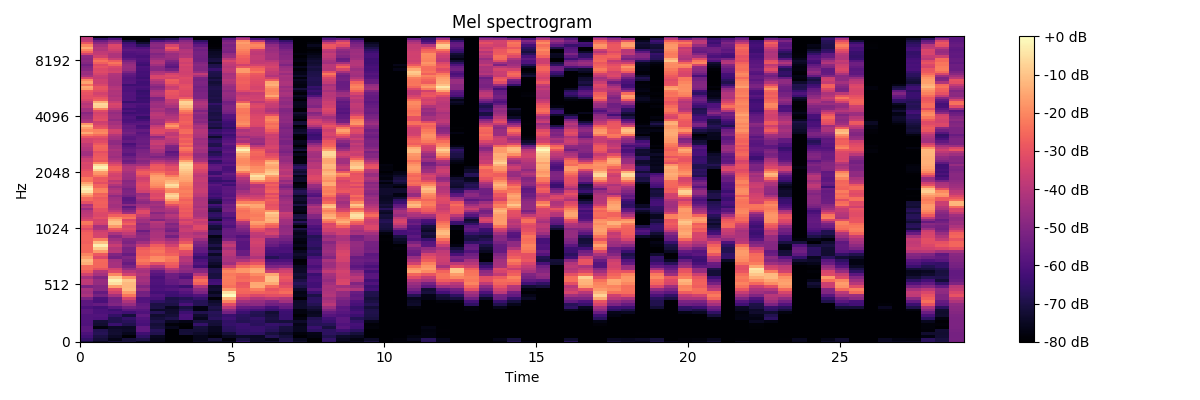 Mel spectrogram
Hz
8192
4096
2048
1024
512
0
0 5 10 15 20 25
Time
+0 dB
-10 dB
-20 dB
-30 dB
-40 dB
-50 dB
-60 dB
-70 dB
-80 dB